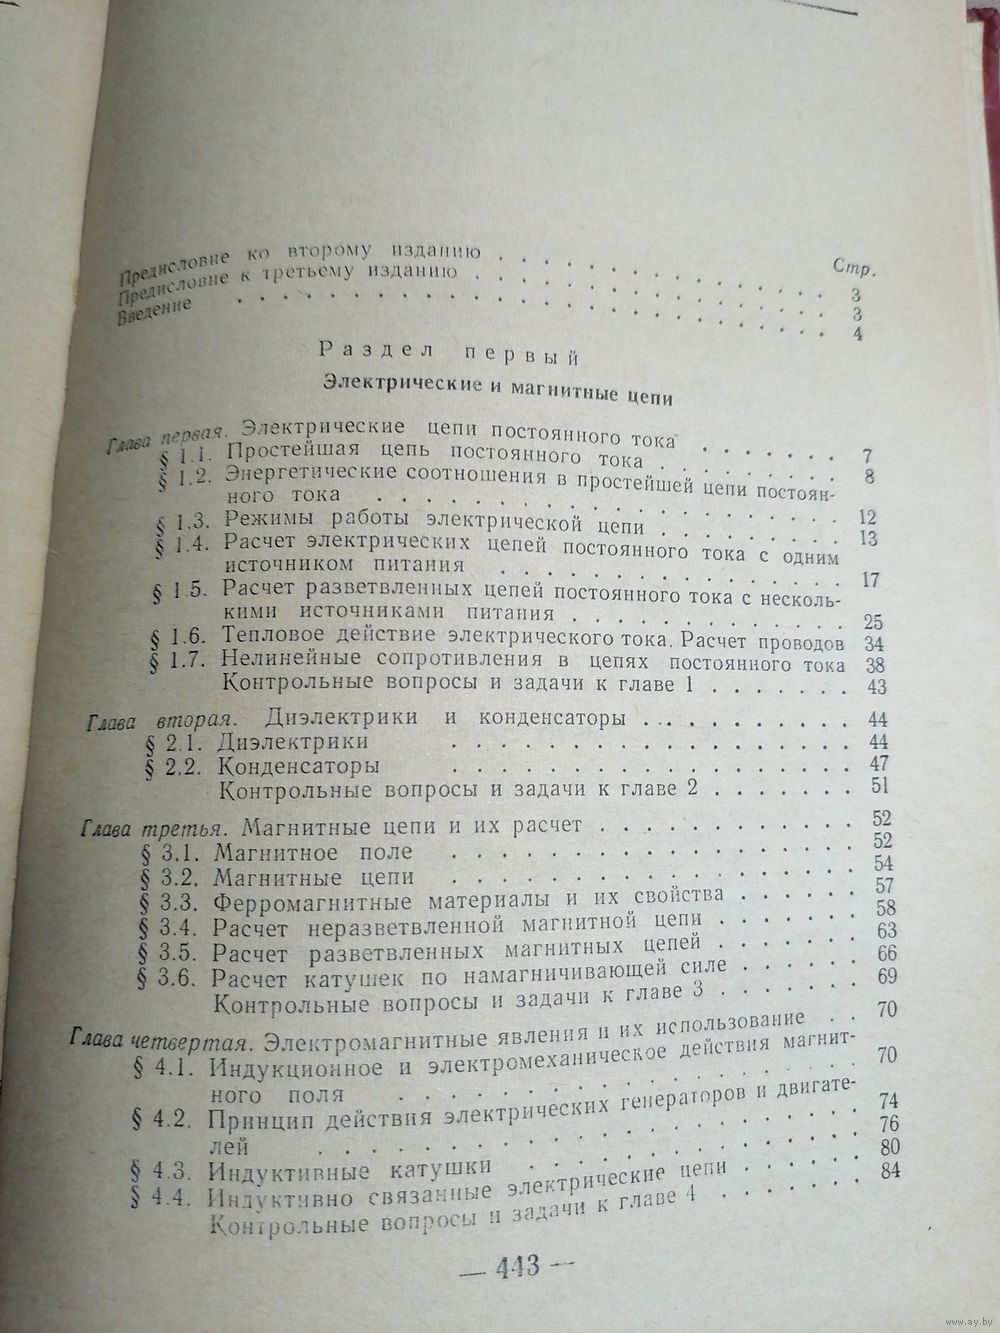 Стр.
Предисловие ко второму изданию . . . . . . . . . . . . . 3
Предисловие к третьему изданию . . . . . . . . . . . . . 3
Введение . . . . . . . . . . . . . . . . . . 4
Раздел первый
Электрические и магнитные цепи
Глава первая. Электрические цепи постоянного тока . . . . . . . 7
§ 1.1. Простейшая цепь постоянного тока . . . . . . . . 8
§ 1.2. Энергетические соотношения в простейшей цепи постоян-
ного тока . . . . . . . . . . . . . . . 12
§ 1.3. Режимы работы электрической цепи . . . . . . . . 13
§ 1.4. Расчет электрических цепей постоянного тока с одним
источником питания . . . . . . . . . . . . . 17
§ 1.5. Расчет разветвленных цепей постоянного тока с несколь-
кими источниками питания . . . . . . . . . . . 25
§ 1.6. Тепловое действие электрического тока. Расчет проводов 34
§ 1.7. Нелинейные сопротивления в цепях постоянного тока 38
Контрольные вопросы и задачи к главе 1 . . . . . . . 43
Глава вторая. Диэлектрики и конденсаторы . . . . . . . . . . 44
§ 2.1. Диэлектрики . . . . . . . . . . . . . . . 44
§ 2.2. Конденсаторы . . . . . . . . . . . . . . . 47
Контрольные вопросы и задачи к главе 2 . . . . . . . 51
Глава третья. Магнитные цепи и их расчет . . . . . . . . . . . 52
§ 3.1. Магнитное поле . . . . . . . . . . . . . . . 52
§ 3.2. Магнитные цепи . . . . . . . . . . . . . . . 54
§ 3.3. Ферромагнитные материалы и их свойства . . . . . . 57
§ 3.4. Расчет неразветвленной магнитной цепи . . . . . . . 58
§ 3.5. Расчет разветвленных магнитных цепей . . . . . . . 63
§ 3.6. Расчет катушек по намагничивающей силе . . . . . . 66
Контрольные вопросы и задачи к главе 3 . . . . . . . 69
Глава четвертая. Электромагнитные явления и их использование . . 70
§ 4.1. Индукционное и электромеханическое действия магнит-
ного поля . . . . . . . . . . . . . . . . 70
§ 4.2. Принцип действия электрических генераторов и двигате-
лей . . . . . . . . . . . . . . . . . . 74
§ 4.3. Индуктивные катушки . . . . . . . . . . . . 76
§ 4.4. Индуктивно связанные электрические цепи . . . . . . 80
Контрольные вопросы и задачи к главе 4 . . . . . . . 84
— 443 —
www.ay.by